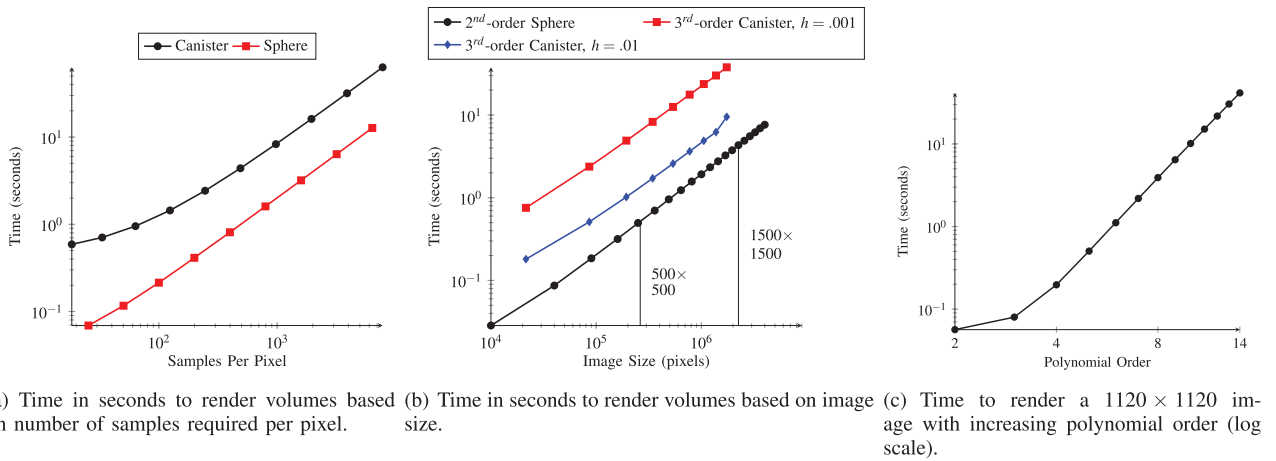 Canister Sphere
Time (seconds)
10^1
10^0
10^−1
10^2 10^3
Samples Per Pixel
2^nd-order Sphere 3^rd-order Canister, h = .001
3^rd-order Canister, h = .01
Time (seconds)
10^1
10^0
10^−1
500×
500
1500×
1500
10^4 10^5 10^6
Image Size (pixels)
Time (seconds)
10^1
10^0
10^−1
2 4 8 14
Polynomial Order
) Time in seconds to render volumes based
n number of samples required per pixel.
(b) Time in seconds to render volumes based on image
size.
(c) Time to render a 1120 × 1120 im-
age with increasing polynomial order (log
scale).